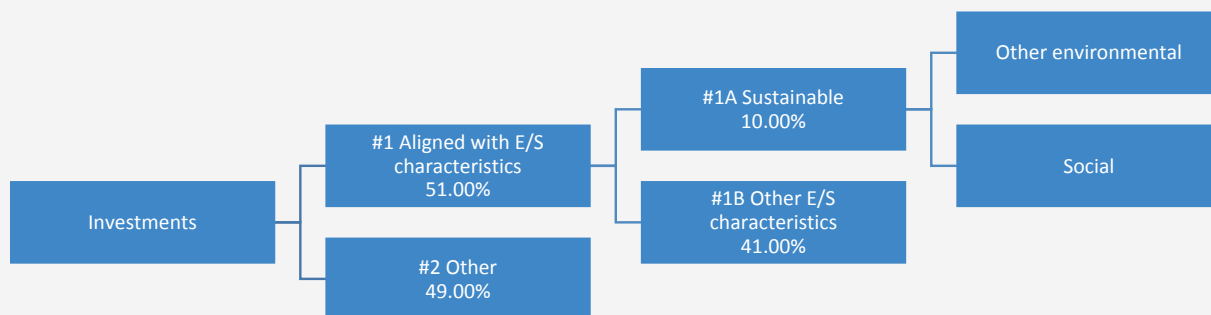 Investments
#1 Aligned with E/S
characteristics
51.00%
#2 Other
49.00%
#1A Sustainable
10.00%
#1B Other E/S
characteristics
41.00%
Other environmental
Social